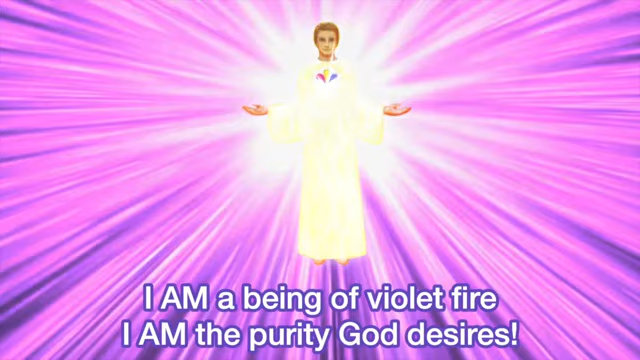 I AM a being of violet fire
I AM the purity God desires!